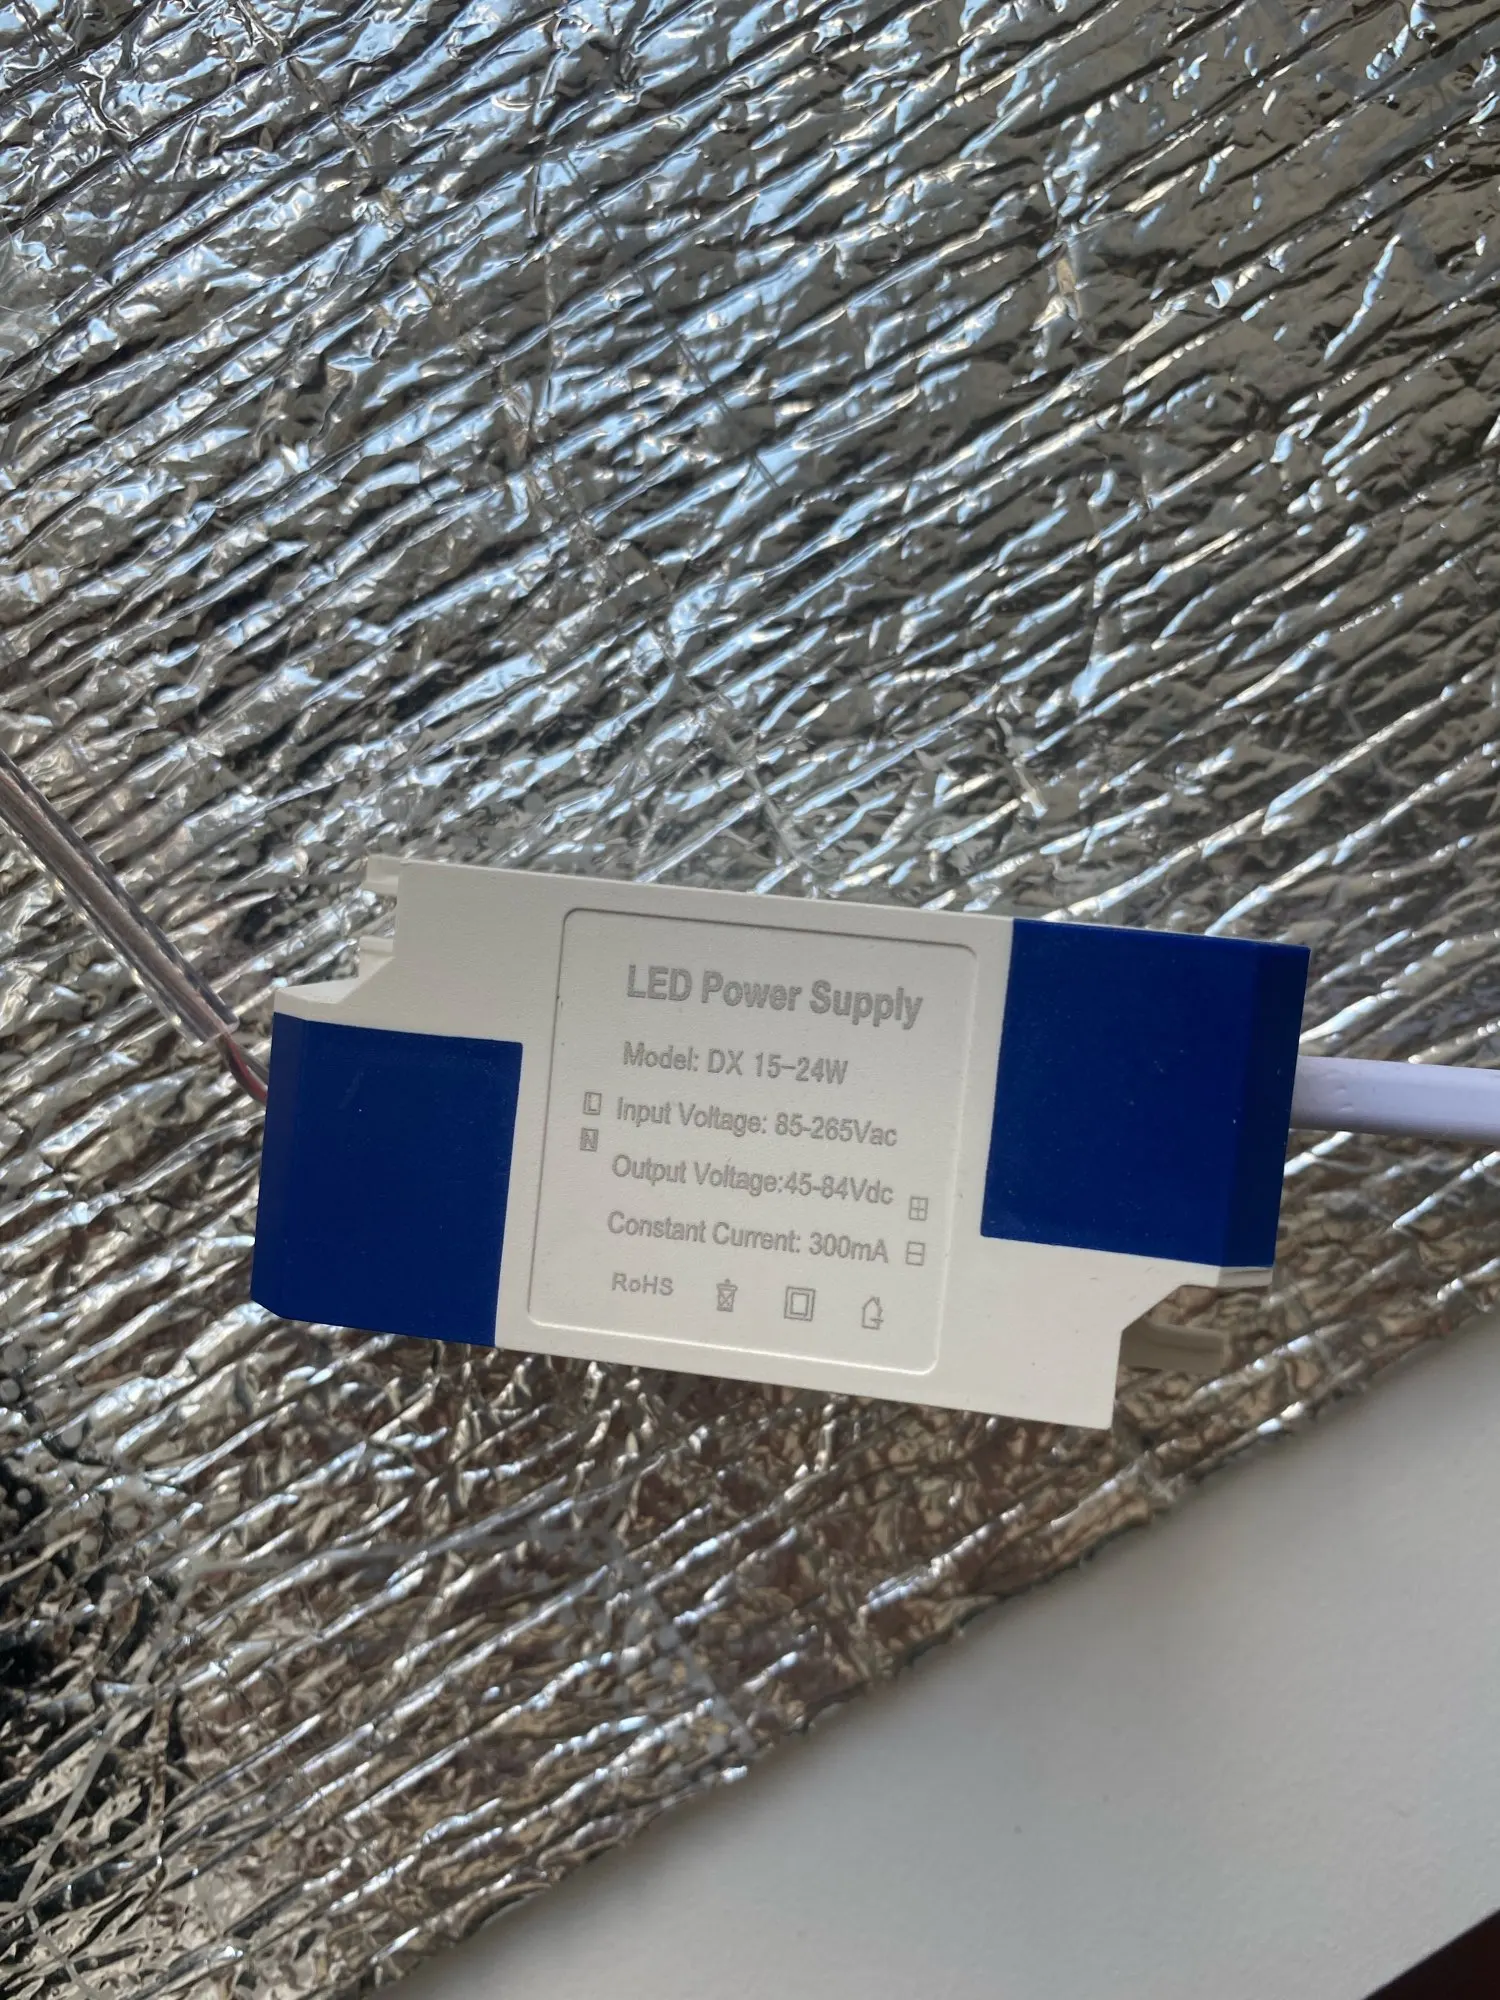 LED Power Supply
Model: DX 15-24W
L
Input Voltage: 85-265Vac
N
Output Voltage:45-84Vdc +
Constant Current: 300mA -
RoHS